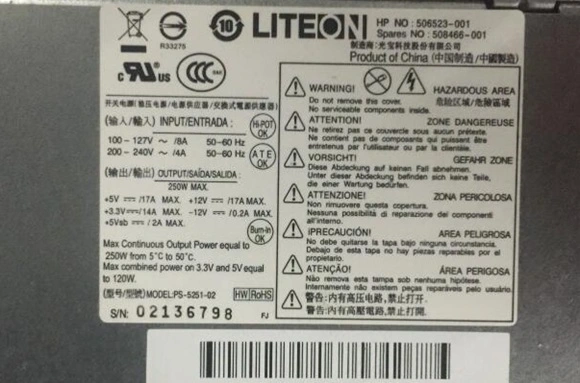 LITEON
HP NO : 506523-001
Spares NO : 508466-001
R33275
制造商:光宝科技股份有限公司
Product of China (中国制造/中國製造)
c RU us
CCC
开关电源(稳压电源/电源供应器/交換式電源供應器)
(输入/輸入) INPUT/ENTRADA :
100 - 127V ~ /8A 50-60 Hz
200 - 240V ~ /4A 50-60 Hz
Hi-POT OK
ATE OK
(输出/輸出) OUTPUT/SAÍDA/SALIDA :
250W MAX.
+5V /17A MAX. +12V /17A MAX.
+3.3V /14A MAX. -12V /0.2A MAX.
+5Vsb / 2A MAX.
Burn-in OK
Max Continuous Output Power equal to
250W from 5°C to 50°C.
Max combined power on 3.3V and 5V equal
to 120W.
(型号/型號) MODEL:PS-5251-02
HW RoHS
S/N: 02136798 FJ
WARNING! HAZARDOUS AREA
Do not remove this cover. 危险区域/危險區域
No serviceable components inside.
ATTENTION! ZONE DANGEREUSE
Ne retirez pas ce couvercle sous aucun prétexte.
Ne contient pas de composants qui puissent être
entretenus par l'utilisateur ou par la clientèle.
VORSICHT! GEFAHR ZONE
Diese Abdeckung auf keinen Fall abnehmen.
Unter dieser Abdeckung befinden sich keine Teile,
die einer Wartung bedürfen.
ATTENZIONE! ZONA PERICOLOSA
Non rimuovere questa copertura.
Nessuna possibilità di riparazione dei componenti
all'interno.
¡PRECAUCIÓN! AREA PELIGROSA
No debe quitarse la tapa bajo ninguna circunstancia.
Debajo de esta tapa no hay piezas reparables por el
propietario.
ATENÇÃO! ÁREA PERIGOSA
Não remova esta tampa sob nenhuma hipótese.
Internamente não existem peças reparáveis pelo usuário.
警告:内有高压电路,禁止打开.
警告:內有高壓電路,禁止打開.